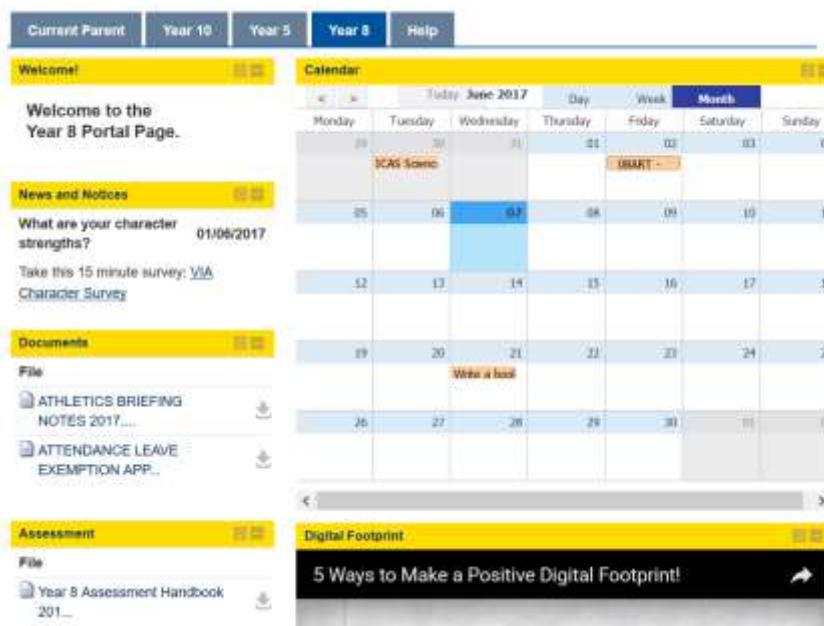 Current Parent Year 10 Year 5 Year 8 Help
Welcome!
Welcome to the
Year 8 Portal Page.
News and Notices
What are your character
strengths?
01/06/2017
Take this 15 minute survey: VIA
Character Survey
Documents
File
ATHLETICS BRIEFING
NOTES 2017....
ATTENDANCE LEAVE
EXEMPTION APP...
Assessment
File
Year 8 Assessment Handbook
201...
Calendar
< > Today June 2017 Day Week Month
Monday Tuesday Wednesday Thursday Friday Saturday Sunday
29 30 31 01 02 03
ICAS Scienc
05 06 07 08 09 10
12 13 14 15 16 17
19 20 21 22 23 24
Write a book
26 27 28 29 30 01
Digital Footprint
5 Ways to Make a Positive Digital Footprint!